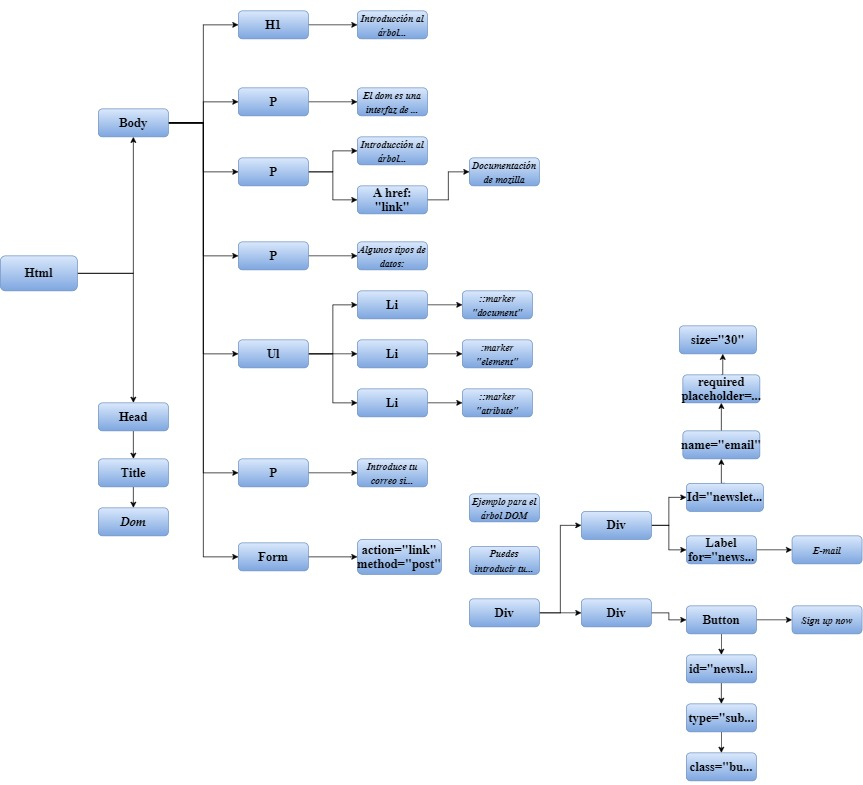 H1
Introducción al
árbol...
P
El dom es una
interfaz de ...
Body
P
Introducción al
árbol...
A href:
"link"
Documentación
de mozilla
P
Algunos tipos de
datos:
Html
Ul
Li
::marker
"document"
Li
:marker
"element"
Li
::marker
"atribute"
Head
Title
Dom
P
Introduce tu
correo si...
Form
action="link"
method="post"
Ejemplo para el
árbol DOM
Puedes
introducir tu...
Div
Div
size="30"
required
placeholder=...
name="email"
Id="newslet...
Label
for="news...
E-mail
Div
Button
Sign up now
id="newsl...
type="sub...
class="bu...